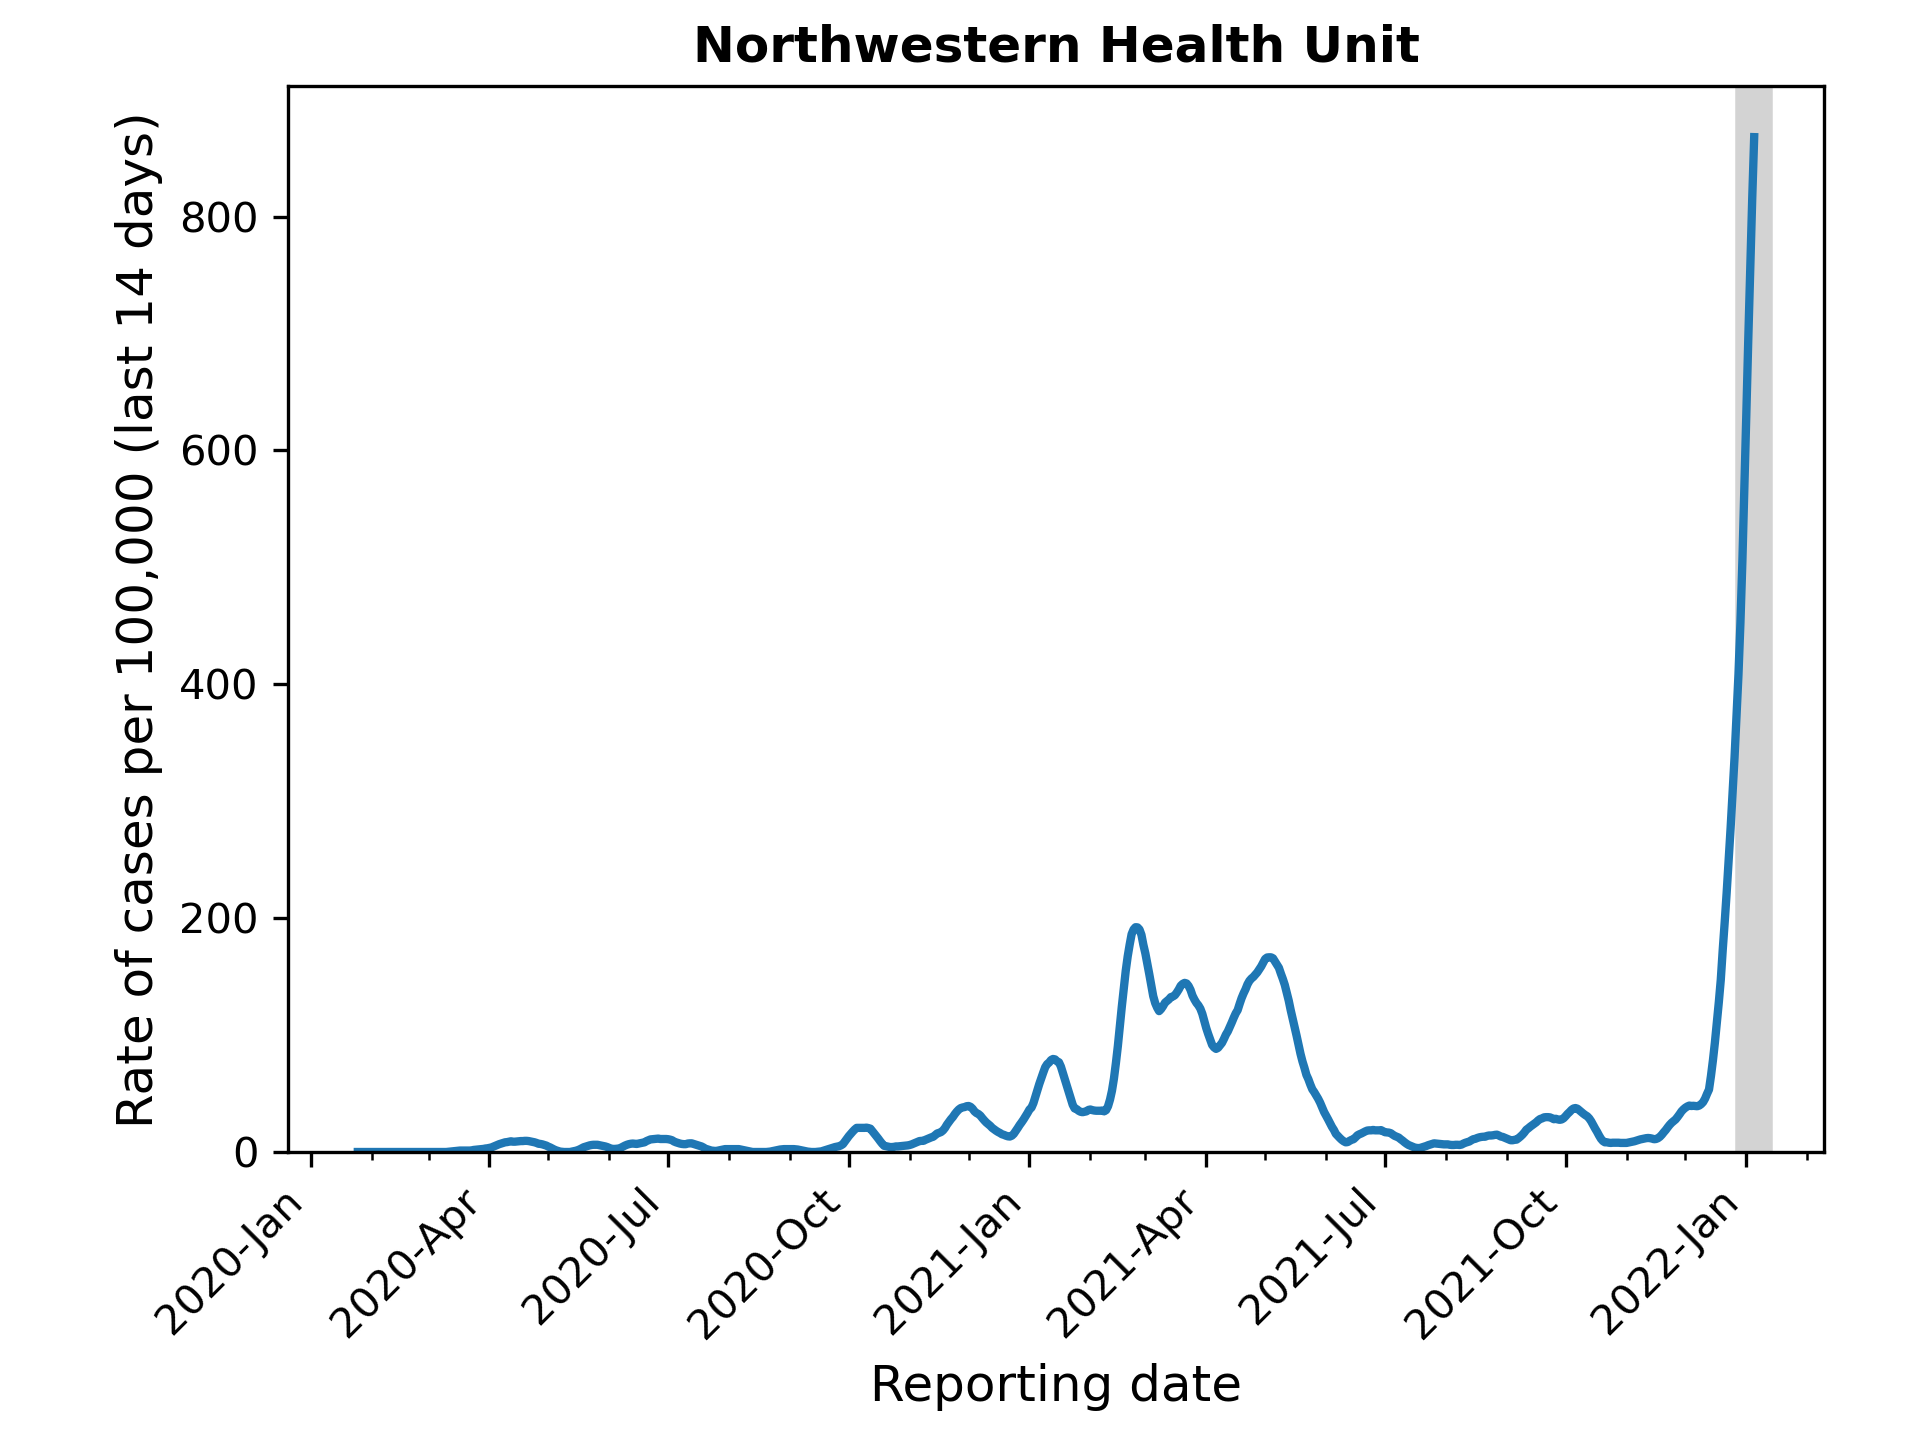 Northwestern Health Unit
Rate of cases per 100,000 (last 14 days)
800
600
400
200
0
2020-Jan
2020-Apr
2020-Jul
2020-Oct
2021-Jan
2021-Apr
2021-Jul
2021-Oct
2022-Jan
Reporting date